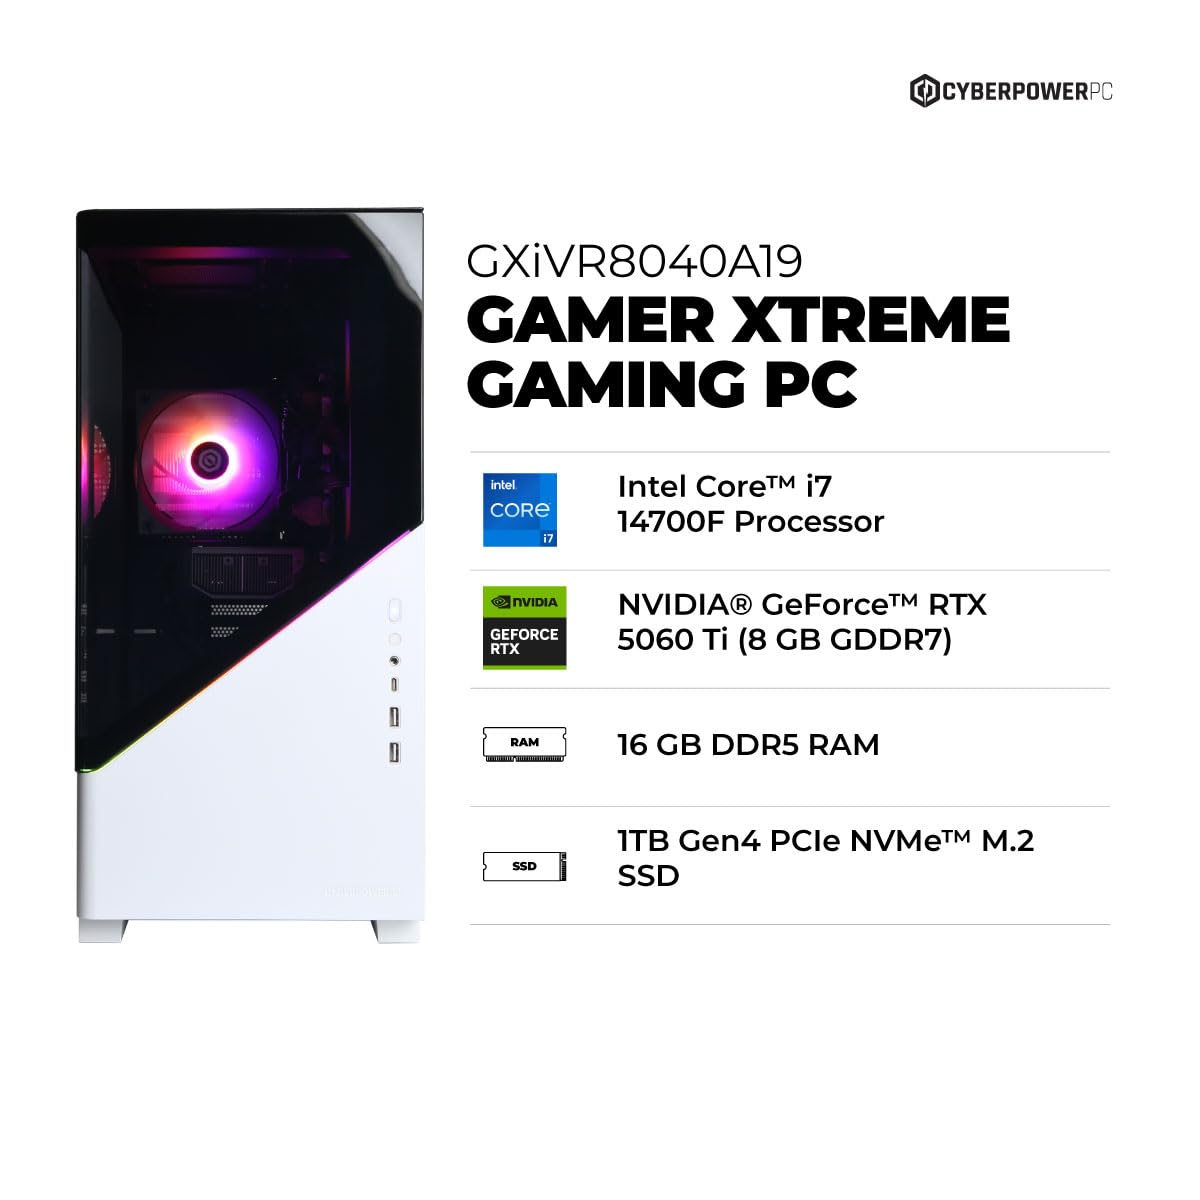 CYBERPOWERPC
GXiVR8040A19
GAMER XTREME
GAMING PC
intel
CORE
i7
Intel Core™ i7
14700F Processor
NVIDIA
GEFORCE
RTX
NVIDIA® GeForce™ RTX
5060 Ti (8 GB GDDR7)
RAM
16 GB DDR5 RAM
SSD
1TB Gen4 PCIe NVMe™ M.2
SSD
CYBERPOWERPC